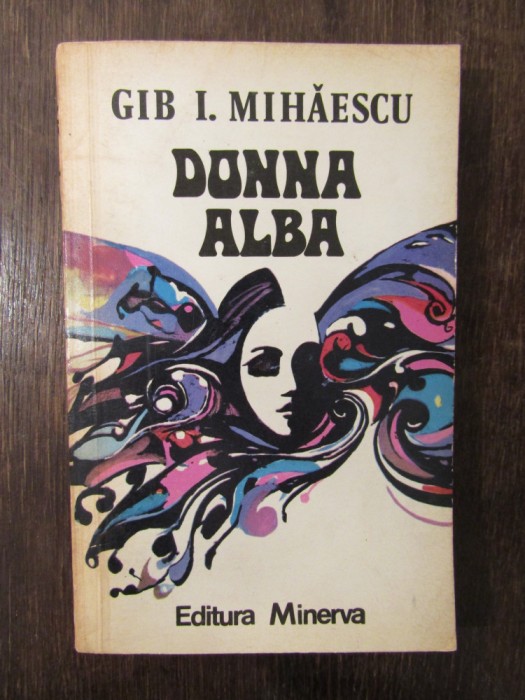 GIB I. MIHĂESCU
DONNA
ALBA
Editura Minerva